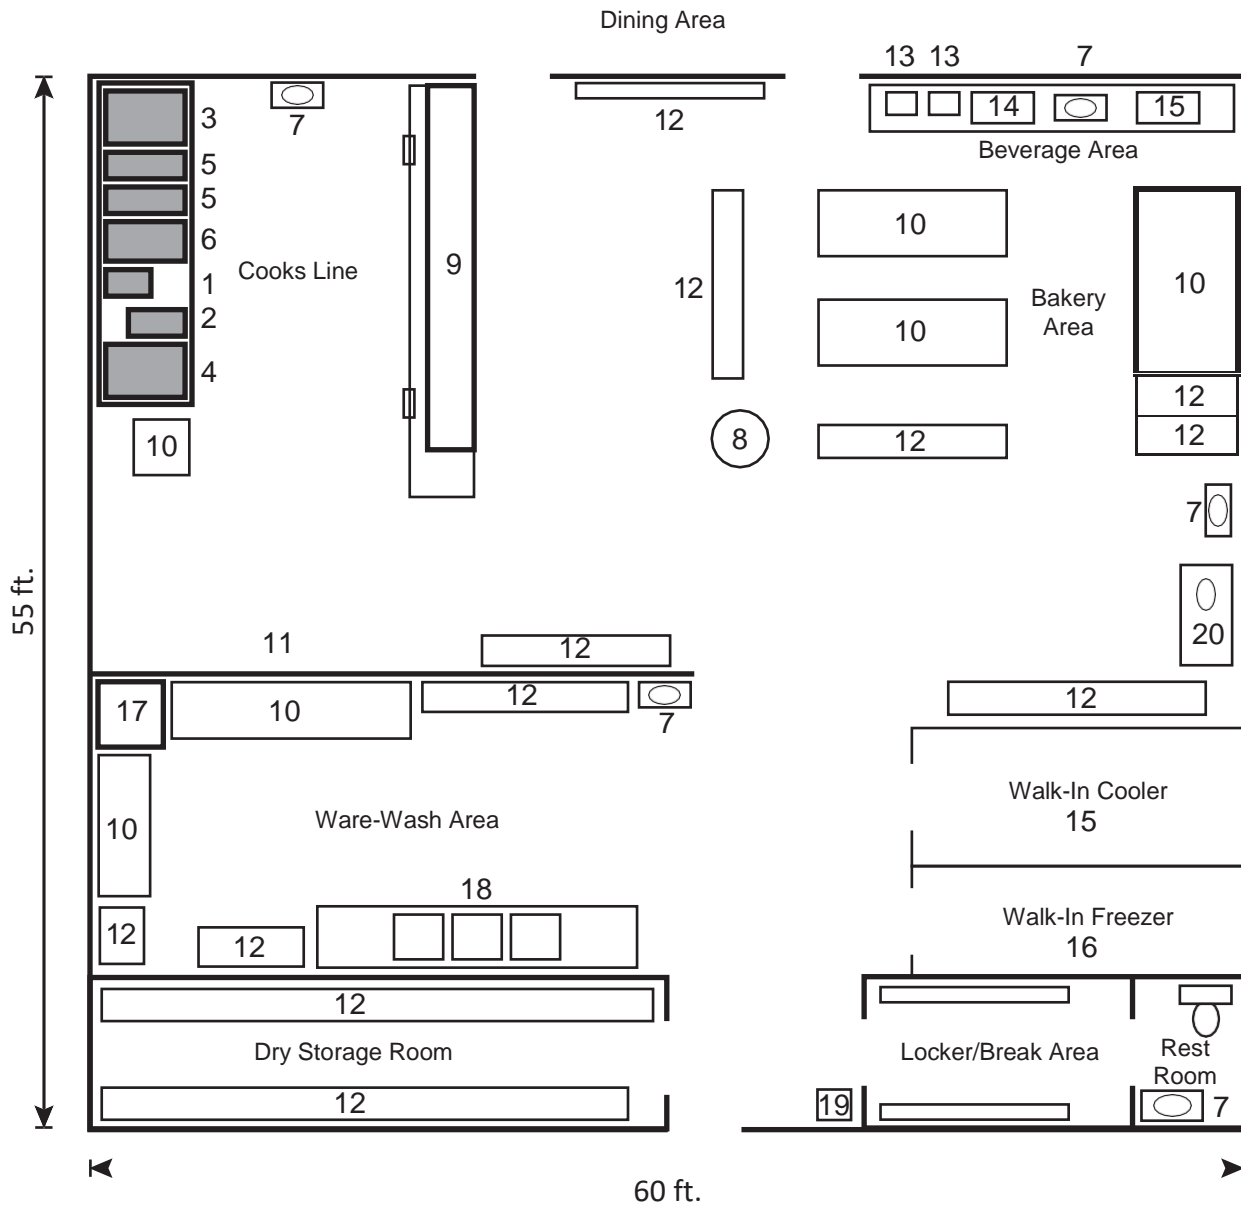 Dining Area
13 13 7
3
7
12
14
15
Beverage Area
5
5
6
10
9
Cooks Line
1
12
10
Bakery
Area
10
2
4
12
12
10
8
12
7
55 ft.
11
12
20
17
10
12
7
12
Walk-In Cooler
15
10
Ware-Wash Area
18
Walk-In Freezer
16
12
12
12
Dry Storage Room
Locker/Break Area
Rest
Room
12
19
7
60 ft.